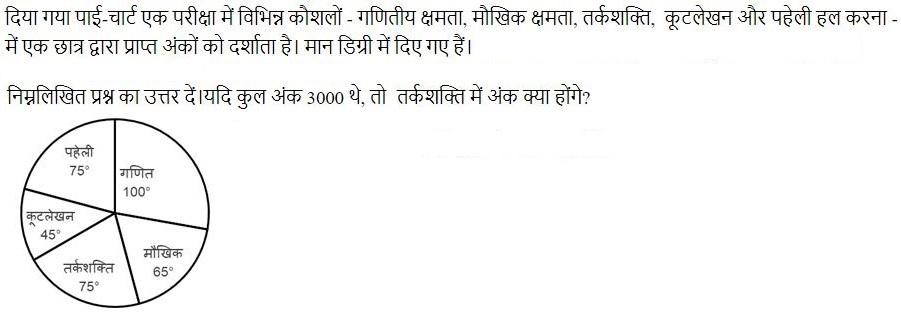 दिया गया पाई-चार्ट एक परीक्षा में विभिन्न कौशलों - गणितीय क्षमता, मौखिक क्षमता, तर्कशक्ति, कूटलेखन और पहेली हल करना -
में एक छात्र द्वारा प्राप्त अंकों को दर्शाता है। मान डिग्री में दिए गए हैं।
निम्नलिखित प्रश्न का उत्तर दें।यदि कुल अंक 3000 थे, तो तर्कशक्ति में अंक क्या होंगे?
पहेली
75°
गणित
100°
कूटलेखन
45°
मौखिक
65°
तर्कशक्ति
75°